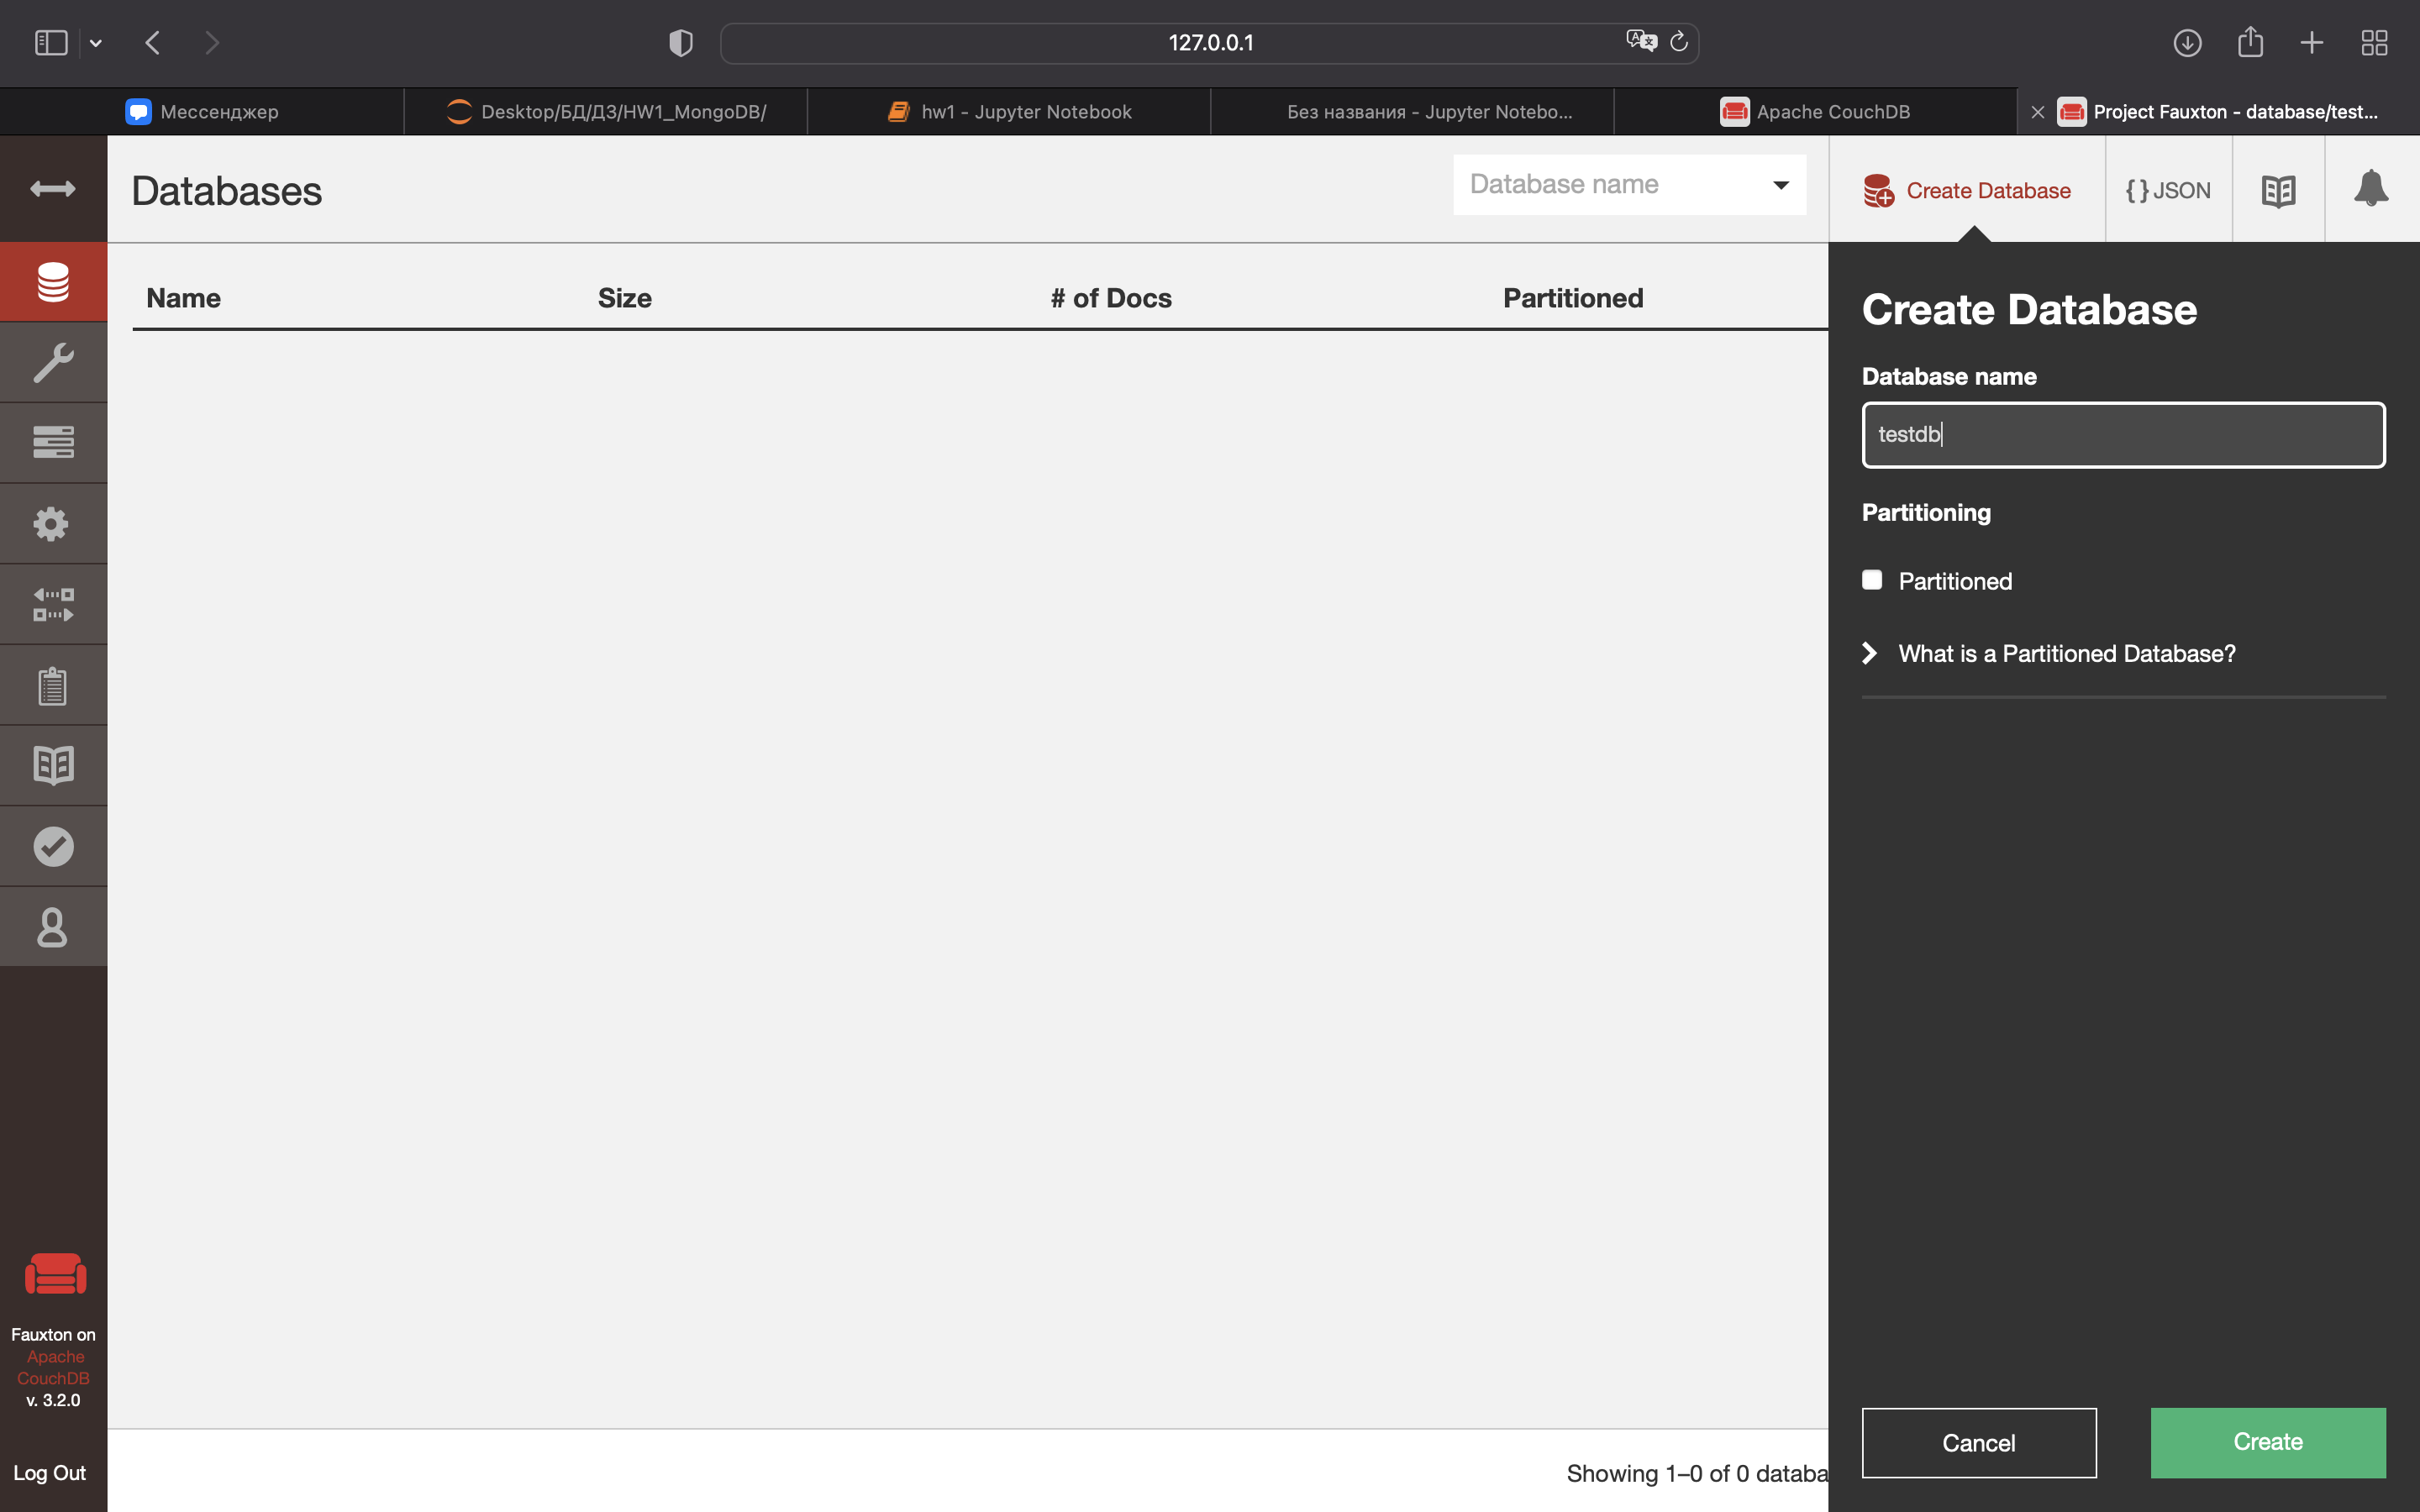 127.0.0.1
Мессенджер
Desktop/БД/ДЗ/HW1_MongoDB/
hw1 - Jupyter Notebook
Без названия - Jupyter Notebo...
Apache CouchDB
Project Fauxton - database/test...
Databases
Database name
Create Database
{} JSON
Name Size # of Docs Partitioned
Create Database
Database name
testdb
Partitioning
Partitioned
What is a Partitioned Database?
Fauxton on
Apache
CouchDB
v. 3.2.0
Log Out
Showing 1–0 of 0 databa
Cancel
Create